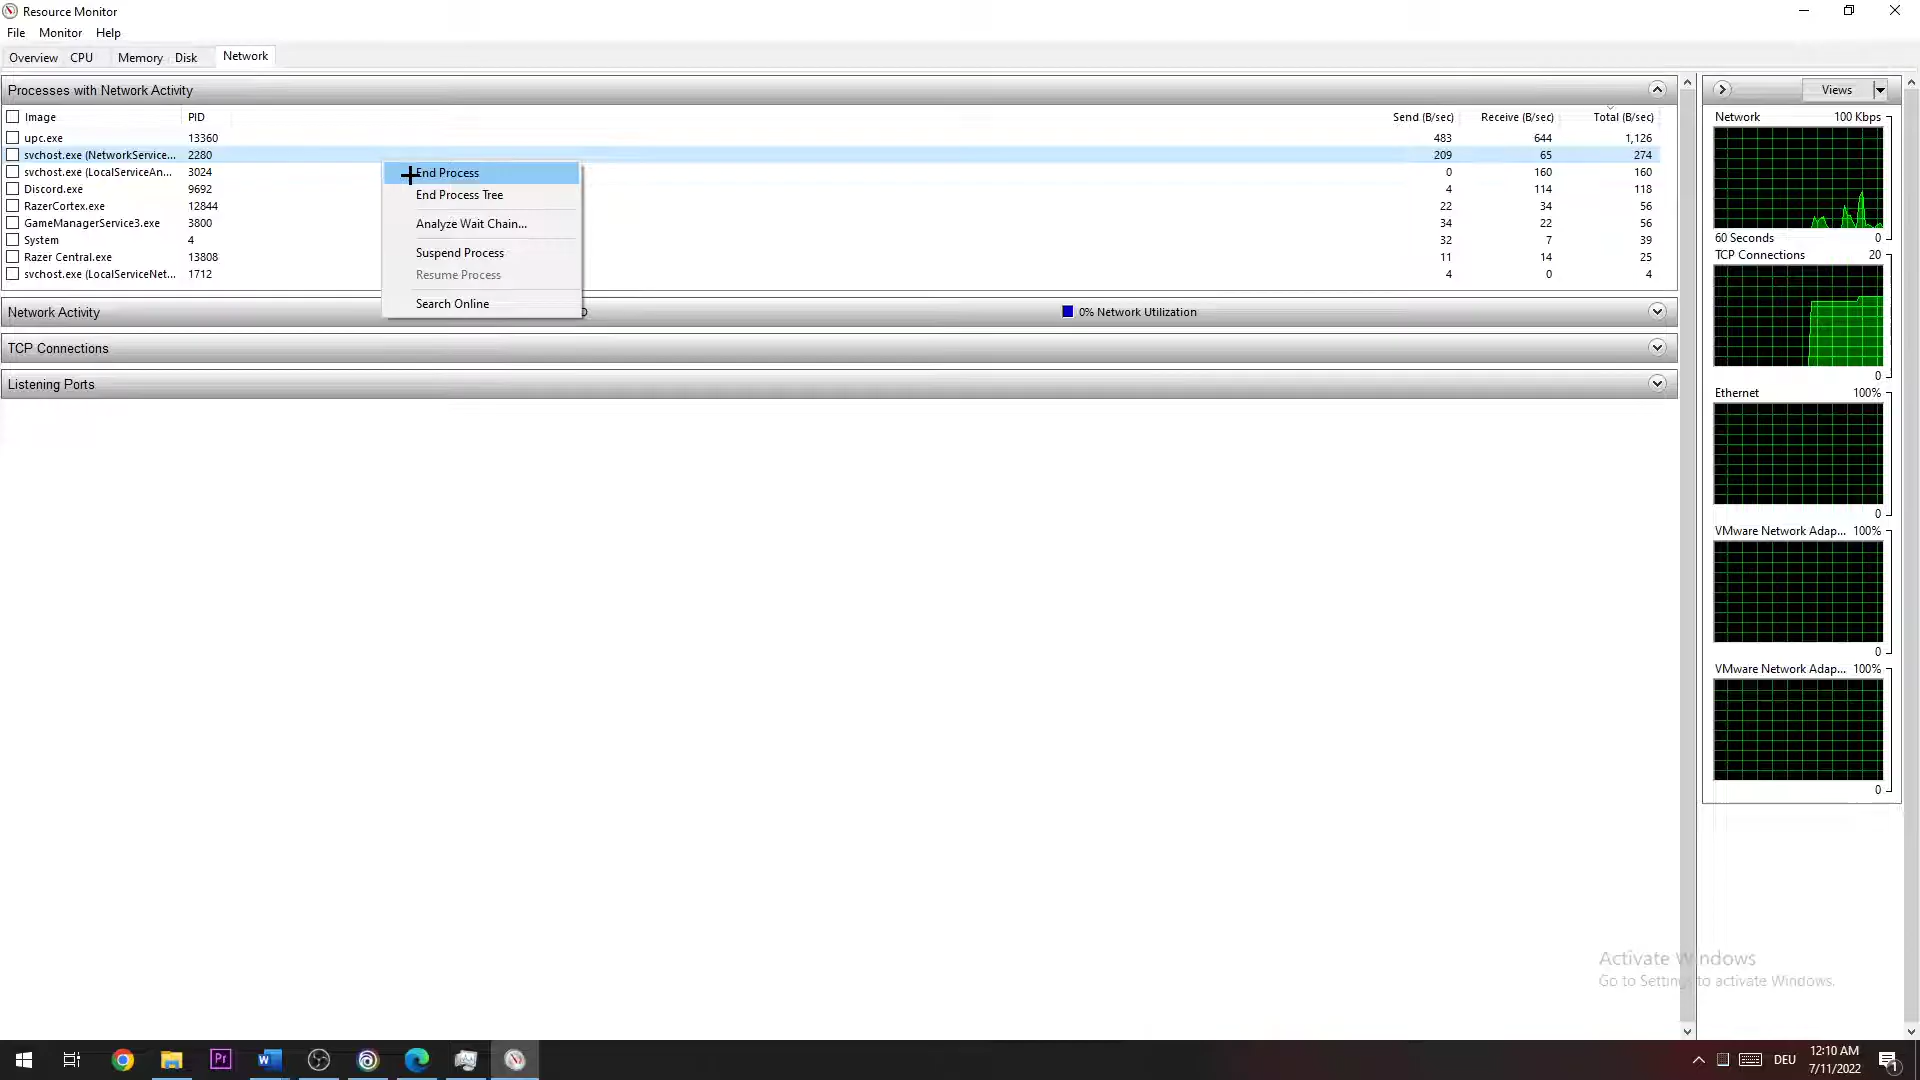 Resource Monitor
File Monitor Help
Overview CPU Memory Disk Network
Processes with Network Activity
Image PID Send (B/sec) Receive (B/sec) Total (B/sec)
upc.exe 13360 483 644 1,126
svchost.exe (NetworkService... 2280 209 65 274
svchost.exe (LocalServiceAn... 3024 0 160 160
Discord.exe 9692 4 114 118
RazerCortex.exe 12844 22 34 56
GameManagerService3.exe 3800 34 22 56
System 4 32 7 39
Razer Central.exe 13808 11 14 25
svchost.exe (LocalServiceNet... 1712 4 0 4
End Process
End Process Tree
Analyze Wait Chain...
Suspend Process
Resume Process
Search Online
Network Activity 0% Network Utilization
TCP Connections
Listening Ports
Views
Network 100 Kbps
60 Seconds 0
TCP Connections 20
0
Ethernet 100%
0
VMware Network Adap... 100%
0
VMware Network Adap... 100%
0
Activate Windows
Go to Settings to activate Windows.
Pr
W
DEU
12:10 AM
7/11/2022
1